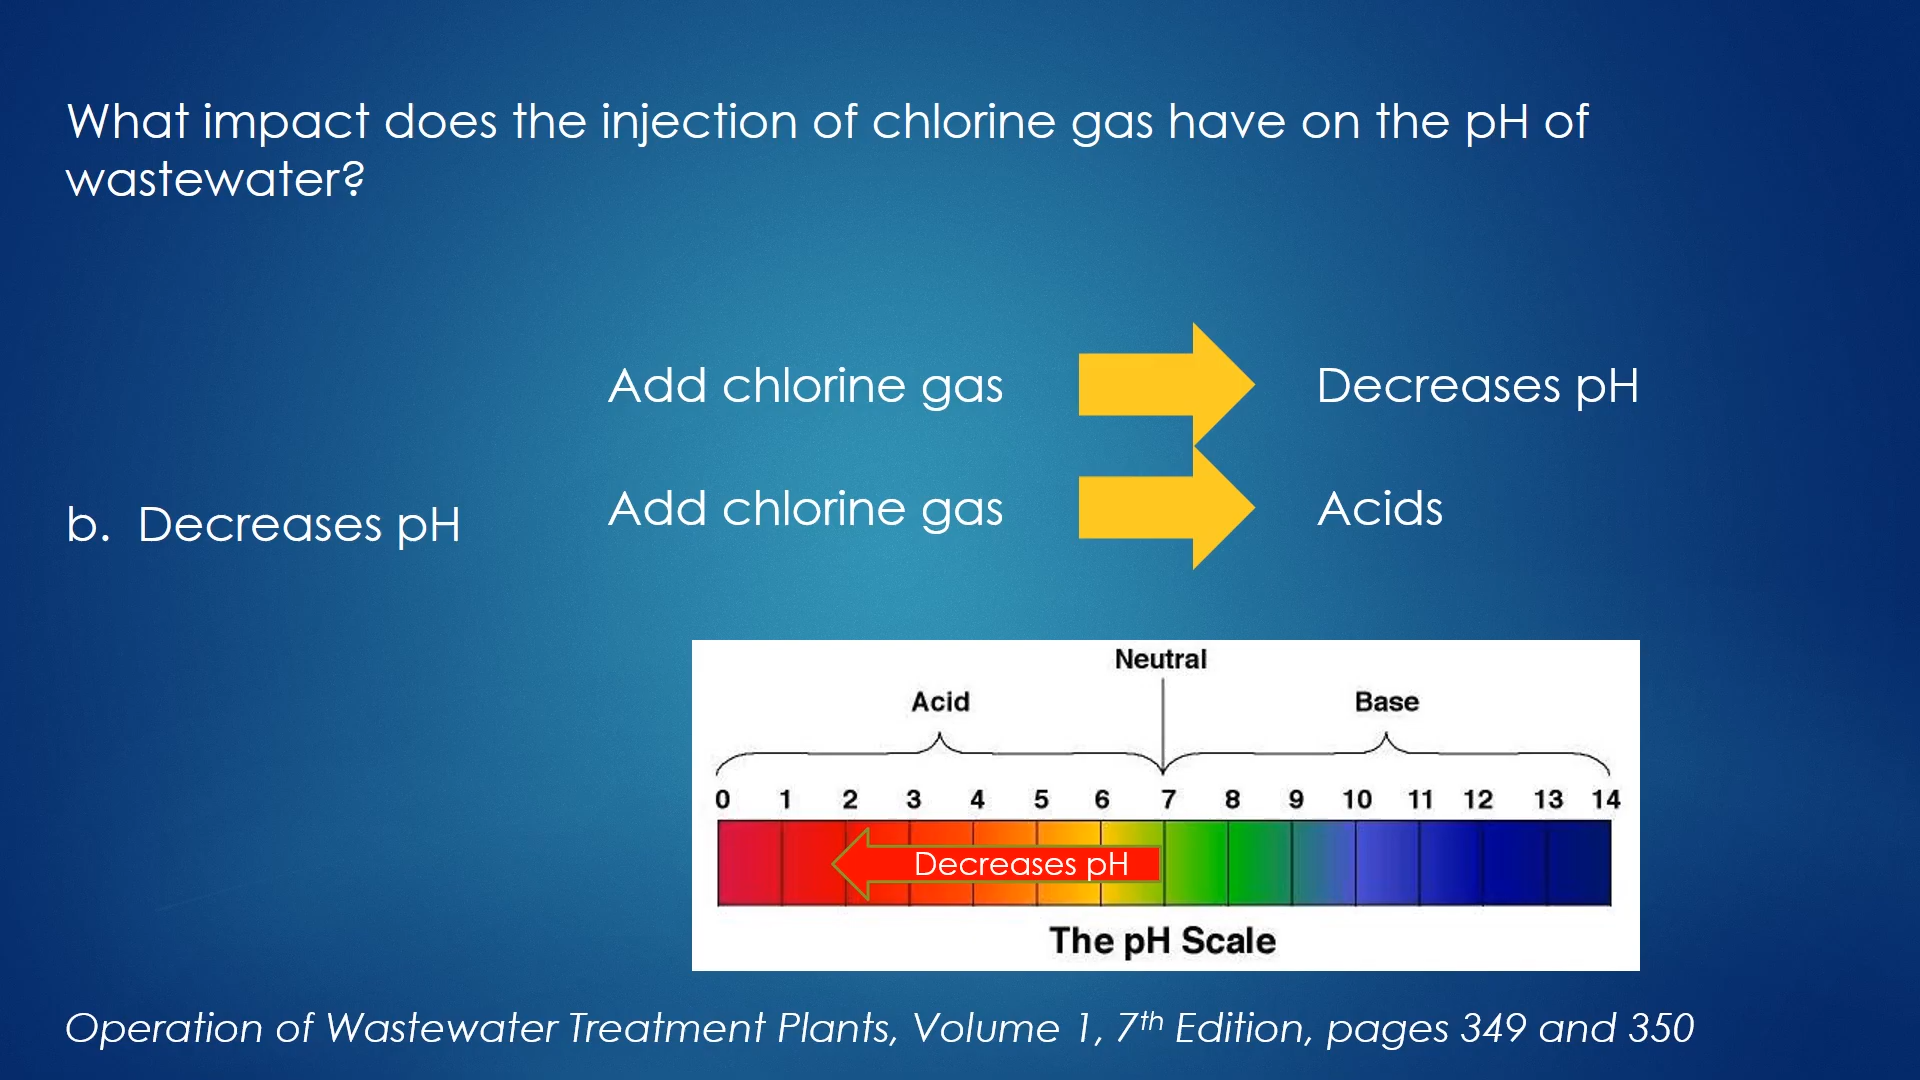 What impact does the injection of chlorine gas have on the pH of
wastewater?
Add chlorine gas
Decreases pH
Add chlorine gas
Acids
b. Decreases pH
Neutral
Acid
Base
0 1 2 3 4 5 6 7 8 9 10 11 12 13 14
Decreases pH
The pH Scale
Operation of Wastewater Treatment Plants, Volume 1, 7th Edition, pages 349 and 350